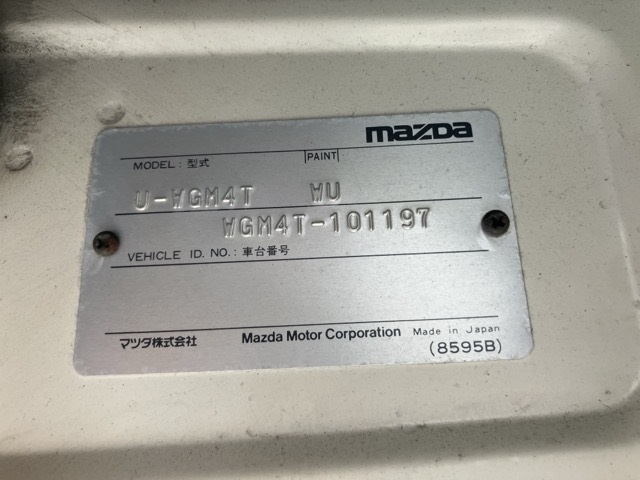 mazda
MODEL : 型式 PAINT
U-WGM4T WU
WGM4T-101197
VEHICLE ID. NO. : 車台番号
マツダ株式会社 Mazda Motor Corporation Made in Japan
(8595B)